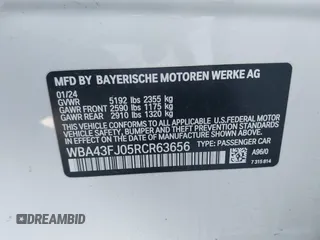 MFD BY BAYERISCHE MOTOREN WERKE AG
01/24
GVWR 5192 lbs 2355 kg
GAWR FRONT 2590 lbs 1175 kg
GAWR REAR 2910 lbs 1320 kg
THIS VEHICLE CONFORMS TO ALL APPLICABLE FEDERAL MOTOR
VEHICLE SAFETY, BUMPER, AND THEFT PREVENTION STANDARDS
IN EFFECT ON THE DATE OF MANUFACTURE SHOWN ABOVE.
WBA43FJ05RCR63656 TYPE: PASSENGER CAR
A96/0
7 315 814